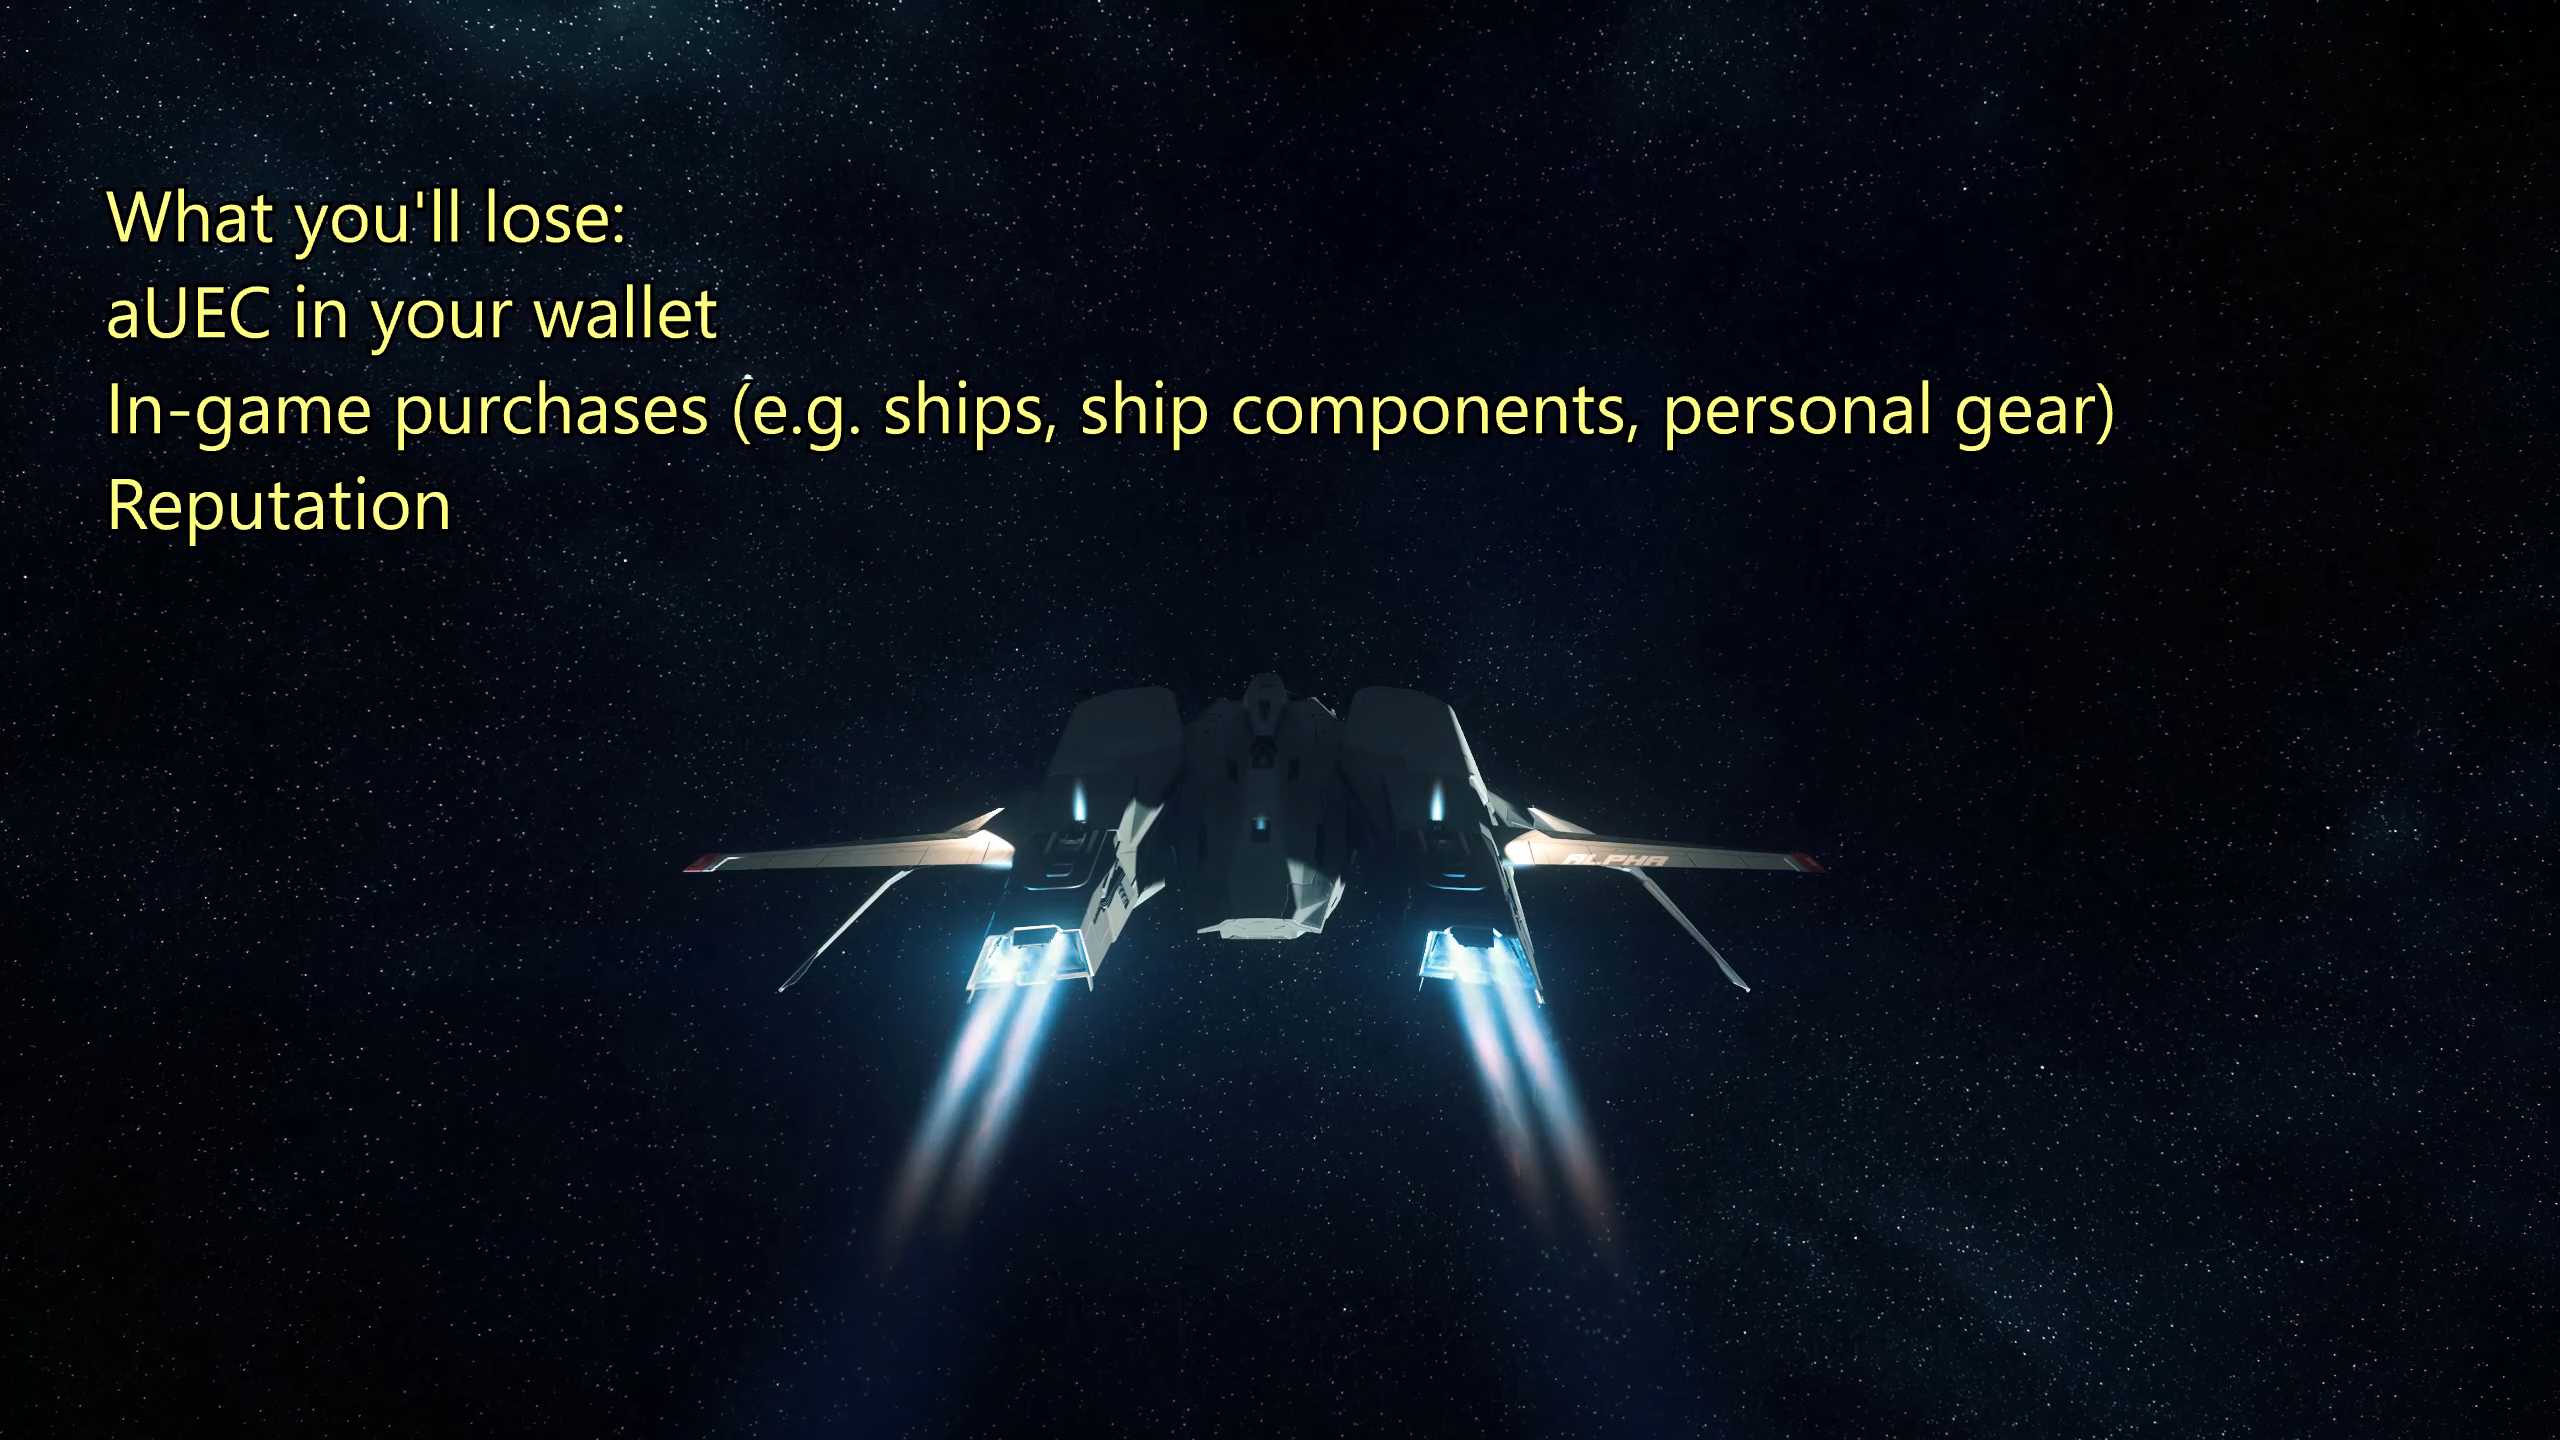 What you'll lose:
aUEC in your wallet
In-game purchases (e.g. ships, ship components, personal gear)
Reputation
ALPHA